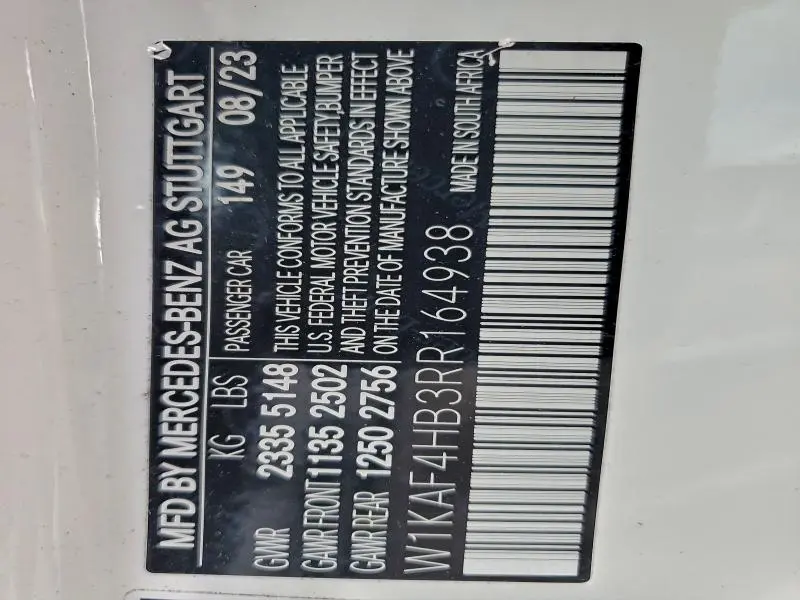 MFD BY MERCEDES-BENZ AG STUTTGART
KG LBS PASSENGER CAR 149 08/23
GVWR 2335 5148 THIS VEHICLE CONFORMS TO ALL APPLICABLE
GAWR FRONT 1135 2502 U.S. FEDERAL MOTOR VEHICLE SAFETY,BUMPER
GAWR REAR 1250 2756 AND THEFT PREVENTION STANDARDS IN EFFECT
ON THE DATE OF MANUFACTURE SHOWN ABOVE
W1KAF4HB3RR164938
MADE IN SOUTH AFRICA